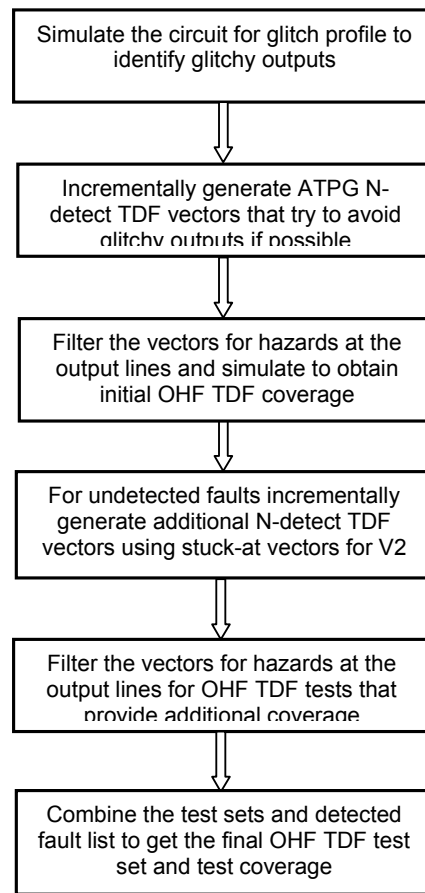 Simulate the circuit for glitch profile to
identify glitchy outputs
Incrementally generate ATPG N-
detect TDF vectors that try to avoid
glitchy outputs if possible
Filter the vectors for hazards at the
output lines and simulate to obtain
initial OHF TDF coverage
For undetected faults incrementally
generate additional N-detect TDF
vectors using stuck-at vectors for V2
Filter the vectors for hazards at the
output lines for OHF TDF tests that
provide additional coverage
Combine the test sets and detected
fault list to get the final OHF TDF test
set and test coverage